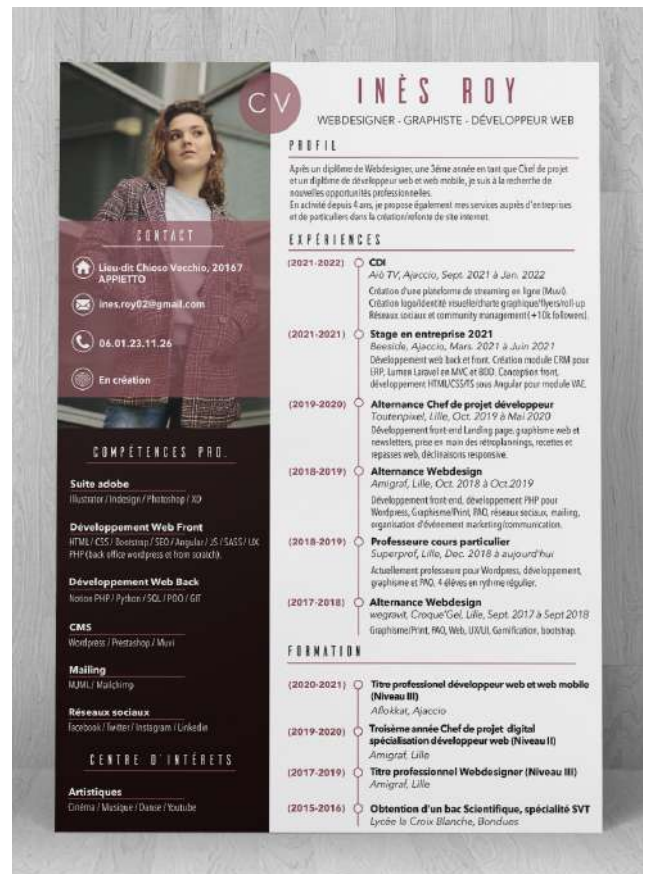 CV
INÈS ROY
WEBDESIGNER - GRAPHISTE - DÉVELOPPEUR WEB
PROFIL
Après un diplôme de Webdesigner, une 3éme année en tant que Chef de projet
et un diplôme de développeur web et web mobile, je suis à la recherche de
nouvelles opportunités professionnelles.
En activité depuis 4 ans, je propose également mes services auprès d'entreprises
et de particuliers dans la création/refonte de site internet.
CONTACT
Lieu-dit Chioso Vecchio, 20167
APPIETTO
ines.roy02@gmail.com
06.01.23.11.26
En création
COMPÉTENCES PRO.
Suite adobe
Illustrator / Indesign / Photoshop / XD
Développement Web Front
HTML / CSS / Bootstrap / SEO / Angular / JS / SASS / UX
PHP (back office wordpress et from scratch).
Développement Web Back
Notion PHP / Python / SQL / POO / GIT
CMS
Wordpress / Prestashop / Muvi
Mailing
MJML / Mailchimp
Réseaux sociaux
Facebook / Twitter / Instagram / Linkedin
CENTRE D'INTÉRETS
Artistiques
Cinéma / Musique / Danse / Youtube
EXPÉRIENCES
(2021-2022) CDI
Aiò TV, Ajaccio, Sept. 2021 à Jan. 2022
Création d'une plateforme de streaming en ligne (Muvi).
Création logo/identité visuelle/charte graphique/flyers/roll-up
Réseaux sociaux et community management (+10k followers).
(2021-2021) Stage en entreprise 2021
Beeside, Ajaccio, Mars. 2021 à Juin 2021
Développement web back et front. Création module CRM pour
ERP, Lumen Laravel en MVC et BDD. Conception front,
développement HTML/CSS/TS sous Angular pour module VAE.
(2019-2020) Alternance Chef de projet développeur
Toutenpixel, Lille, Oct. 2019 à Mai 2020
Développement front-end Landing page, graphisme web et
newsletters, prise en main des rétroplannings, recettes et
repasses web, déclinaisons responsive.
(2018-2019) Alternance Webdesign
Amigraf, Lille, Oct. 2018 à Oct.2019
Développement front-end, développement PHP pour
Wordpress, Graphisme/Print, PAO, réseaux sociaux, mailing,
organisation d'événement marketing/communication.
(2018-2019) Professeure cours particulier
Superprof, Lille, Dec. 2018 à aujourd'hui
Actuellement professeure pour Wordpress, développement,
graphisme et PAO. 4 élèves en rythme régulier.
(2017-2018) Alternance Webdesign
wegravit, Croque'Gel, Lille, Sept. 2017 à Sept 2018
Graphisme/Print, PAO, Web, UX/UI, Gamification, bootstrap.
FORMATION
(2020-2021) Titre professionel développeur web et web mobile
(Niveau III)
Aflokkat, Ajaccio
(2019-2020) Troisème année Chef de projet digital
spécialisation développeur web (Niveau II)
Amigraf, Lille
(2017-2019) Titre professionnel Webdesigner (Niveau III)
Amigraf, Lille
(2015-2016) Obtention d'un bac Scientifique, spécialité SVT
Lycée la Croix Blanche, Bondues